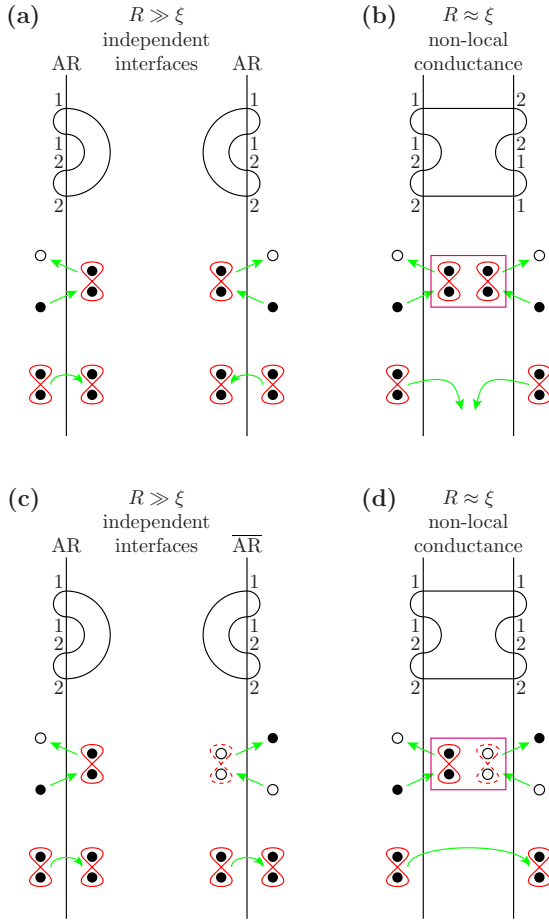 (a)
R ≫ ξ
independent
interfaces
AR
AR
1
1
2
2
1
1
2
2
(b)
R ≈ ξ
non-local
conductance
1
1
2
2
2
2
1
1
(c)
R ≫ ξ
independent
interfaces
AR
A̅R̅
1
1
2
2
1
1
2
2
(d)
R ≈ ξ
non-local
conductance
1
1
2
2
1
1
2
2